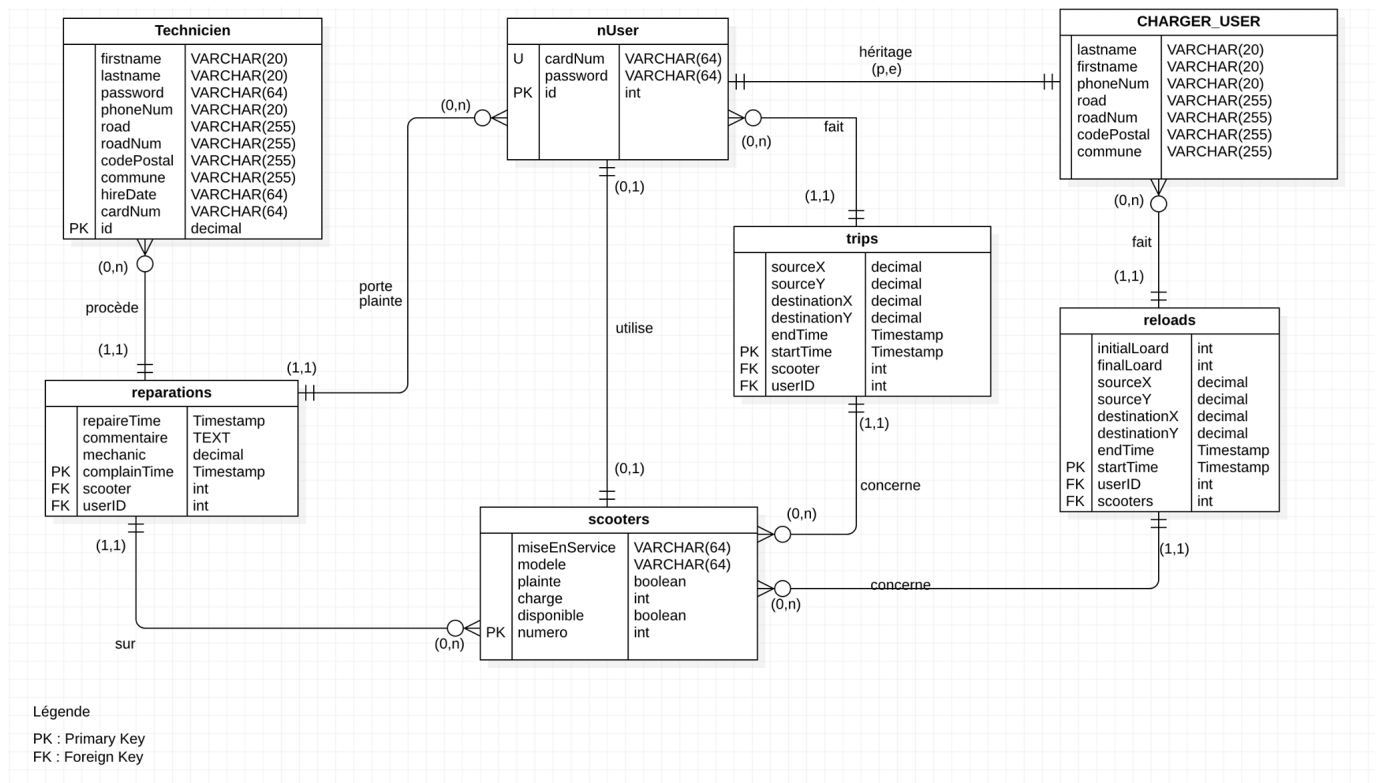 Technicien
firstname VARCHAR(20)
lastname VARCHAR(20)
password VARCHAR(64)
phoneNum VARCHAR(20)
road VARCHAR(255)
roadNum VARCHAR(255)
codePostal VARCHAR(255)
commune VARCHAR(255)
hireDate VARCHAR(64)
cardNum VARCHAR(64)
PK id decimal
(0,n)
procède
(1,1)
nUser
U cardNum VARCHAR(64)
password VARCHAR(64)
PK id int
(0,n)
porte
plainte
(1,1)
héritage
(p,e)
CHARGER_USER
lastname VARCHAR(20)
firstname VARCHAR(20)
phoneNum VARCHAR(20)
road VARCHAR(255)
roadNum VARCHAR(255)
codePostal VARCHAR(255)
commune VARCHAR(255)
fait
(0,n)
(1,1)
(0,1)
utilise
(0,1)
trips
sourceX decimal
sourceY decimal
destinationX decimal
destinationY decimal
endTime Timestamp
PK startTime Timestamp
FK scooter int
FK userID int
(1,1)
concerne
(0,n)
(0,n)
fait
(1,1)
reloads
initialLoard int
finalLoard int
sourceX decimal
sourceY decimal
destinationX decimal
destinationY decimal
endTime Timestamp
PK startTime Timestamp
FK userID int
FK scooters int
(1,1)
concerne
(0,n)
reparations
repaireTime Timestamp
commentaire TEXT
mechanic decimal
PK complainTime Timestamp
FK scooter int
FK userID int
(1,1)
sur
(0,n)
scooters
miseEnService VARCHAR(64)
modele VARCHAR(64)
plainte boolean
charge int
disponible boolean
PK numero int
Légende
PK : Primary Key
FK : Foreign Key